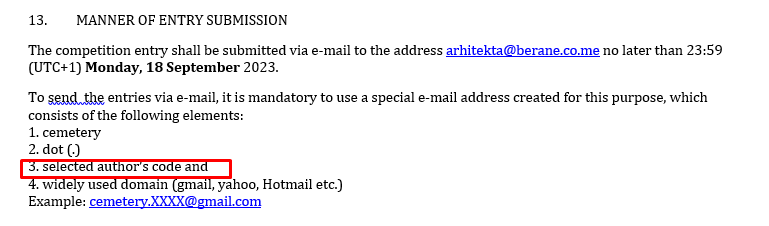 13. MANNER OF ENTRY SUBMISSION
The competition entry shall be submitted via e-mail to the address arhitekta@berane.co.me no later than 23:59
(UTC+1) Monday, 18 September 2023.
To send the entries via e-mail, it is mandatory to use a special e-mail address created for this purpose, which
consists of the following elements:
1. cemetery
2. dot (.)
3. selected author's code and
4. widely used domain (gmail, yahoo, Hotmail etc.)
Example: cemetery.XXXX@gmail.com